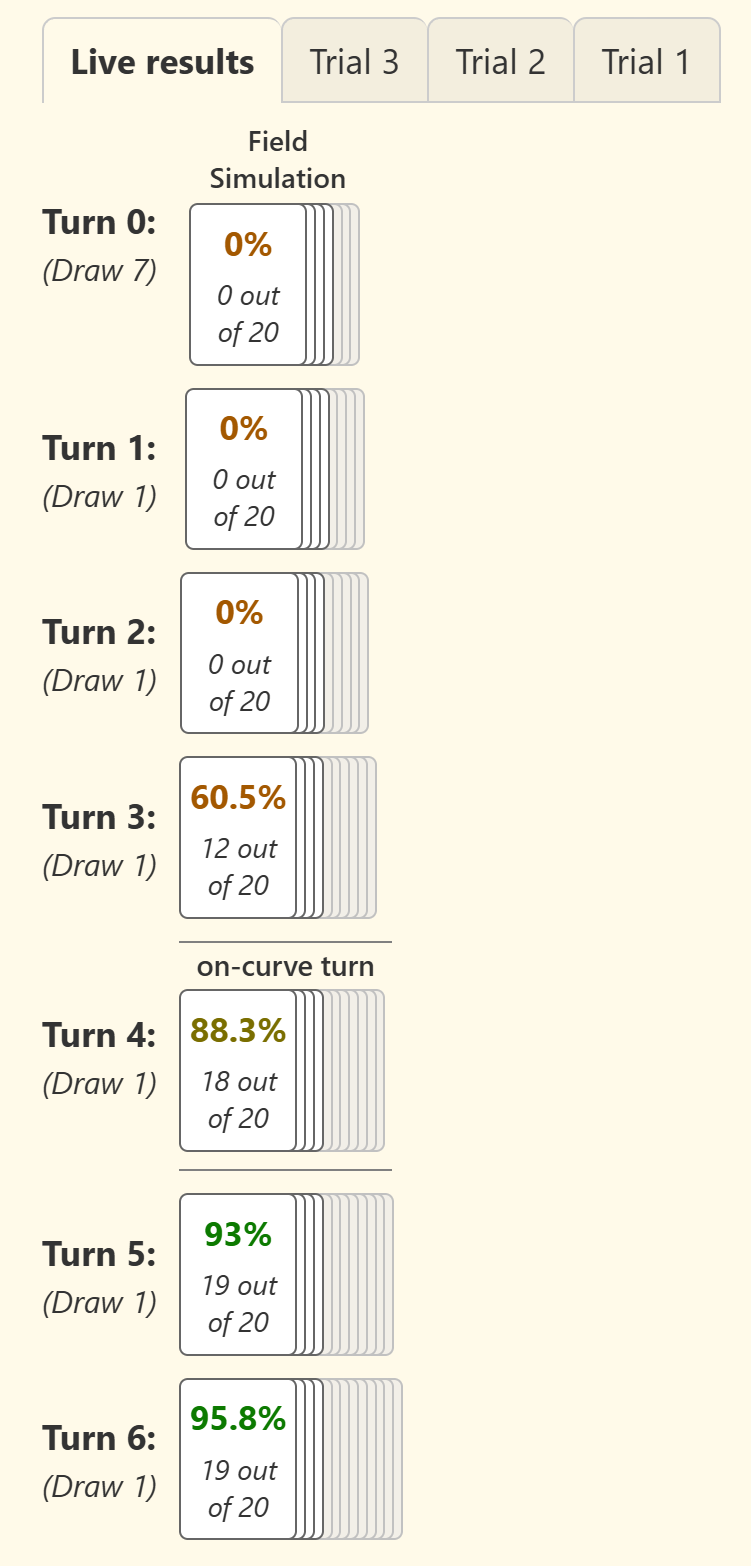 Live results
Trial 3
Trial 2
Trial 1
Field
Simulation
Turn 0:
(Draw 7)
0%
0 out
of 20
Turn 1:
(Draw 1)
0%
0 out
of 20
Turn 2:
(Draw 1)
0%
0 out
of 20
Turn 3:
(Draw 1)
60.5%
12 out
of 20
on-curve turn
Turn 4:
(Draw 1)
88.3%
18 out
of 20
Turn 5:
(Draw 1)
93%
19 out
of 20
Turn 6:
(Draw 1)
95.8%
19 out
of 20